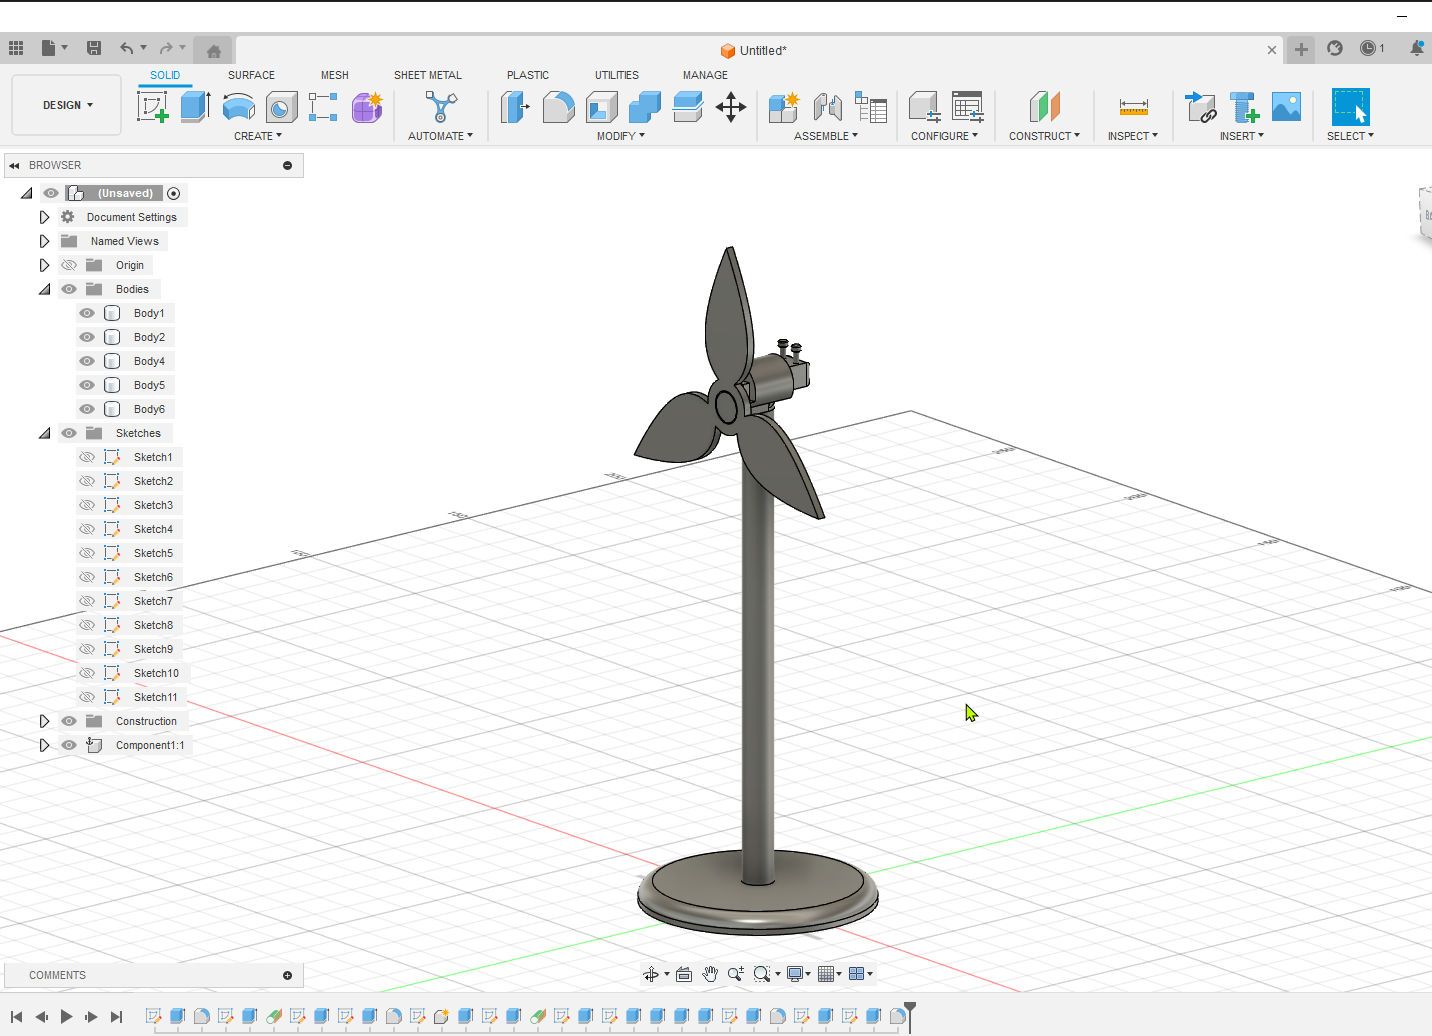 Untitled*
1
DESIGN
SOLID
SURFACE
MESH
SHEET METAL
PLASTIC
UTILITIES
MANAGE
CREATE
AUTOMATE
MODIFY
ASSEMBLE
CONFIGURE
CONSTRUCT
INSPECT
INSERT
SELECT
BROWSER
(Unsaved)
Document Settings
Named Views
Origin
Bodies
Body1
Body2
Body4
Body5
Body6
Sketches
Sketch1
Sketch2
Sketch3
Sketch4
Sketch5
Sketch6
Sketch7
Sketch8
Sketch9
Sketch10
Sketch11
Construction
Component1:1
COMMENTS